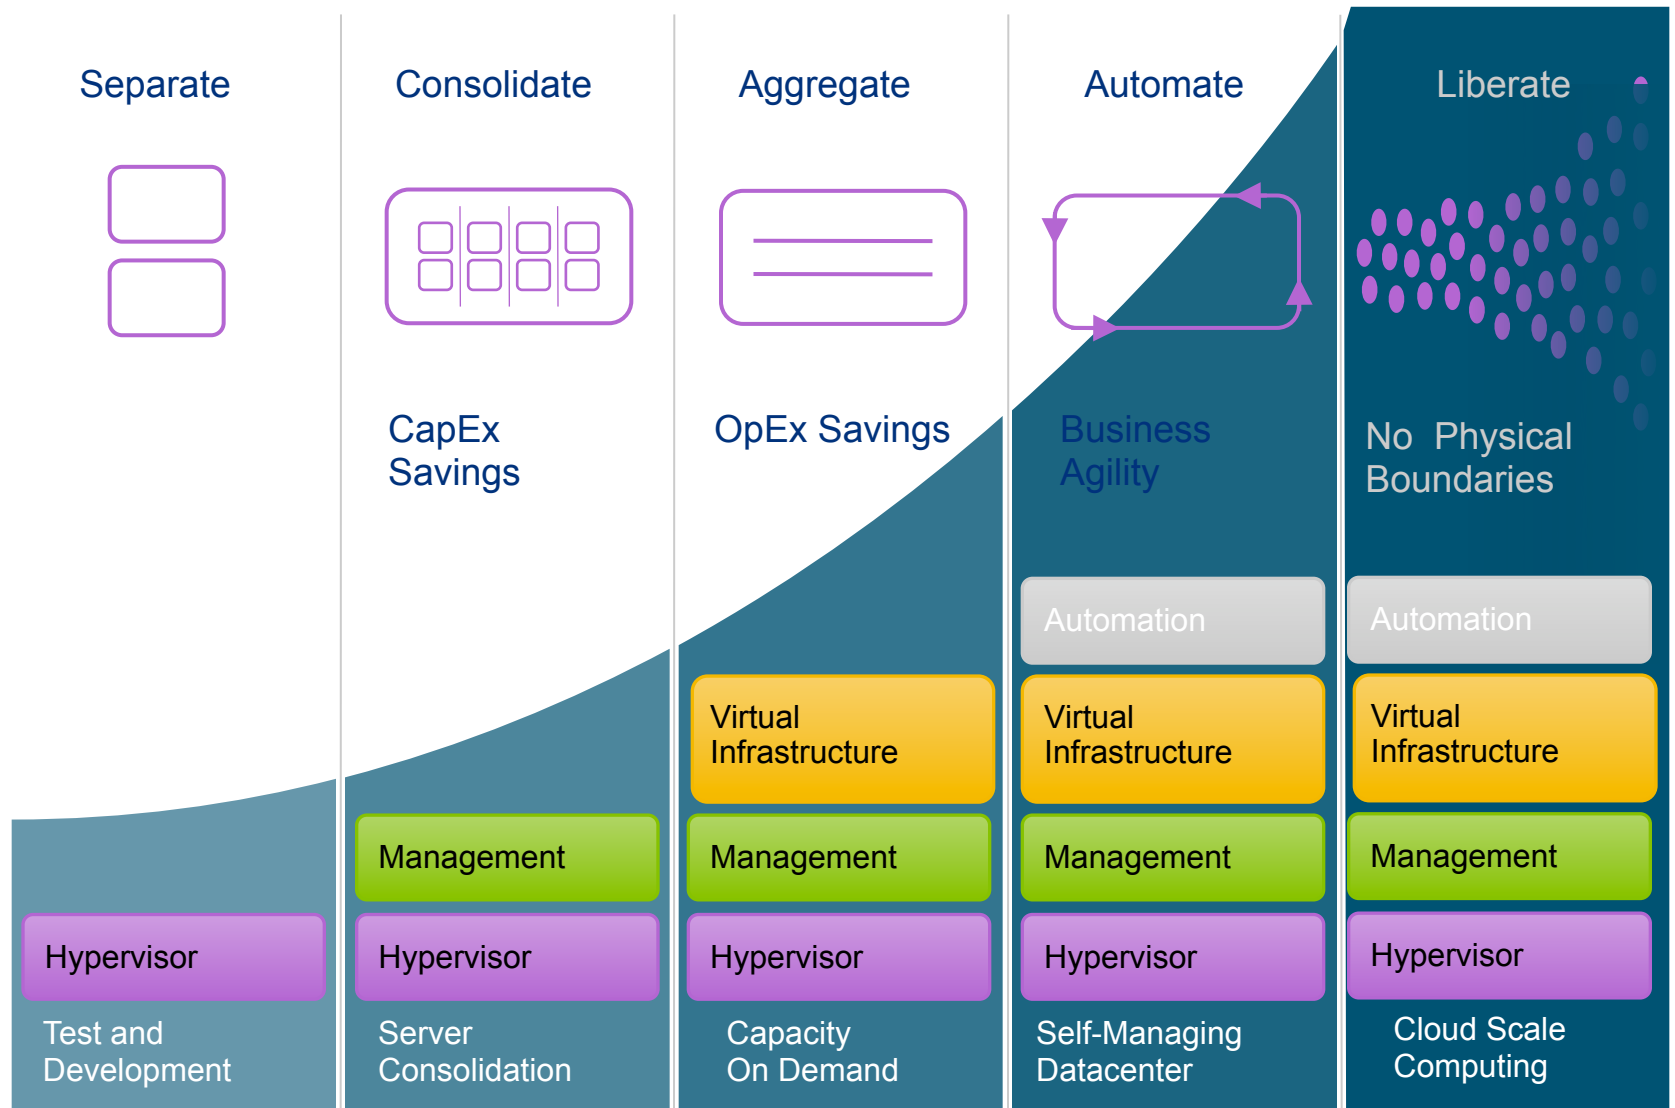 Separate
Consolidate
Aggregate
Automate
Liberate
CapEx
Savings
OpEx Savings
Business
Agility
No Physical
Boundaries
Automation
Automation
Virtual
Infrastructure
Virtual
Infrastructure
Virtual
Infrastructure
Management
Management
Management
Management
Hypervisor
Hypervisor
Hypervisor
Hypervisor
Hypervisor
Test and
Development
Server
Consolidation
Capacity
On Demand
Self-Managing
Datacenter
Cloud Scale
Computing